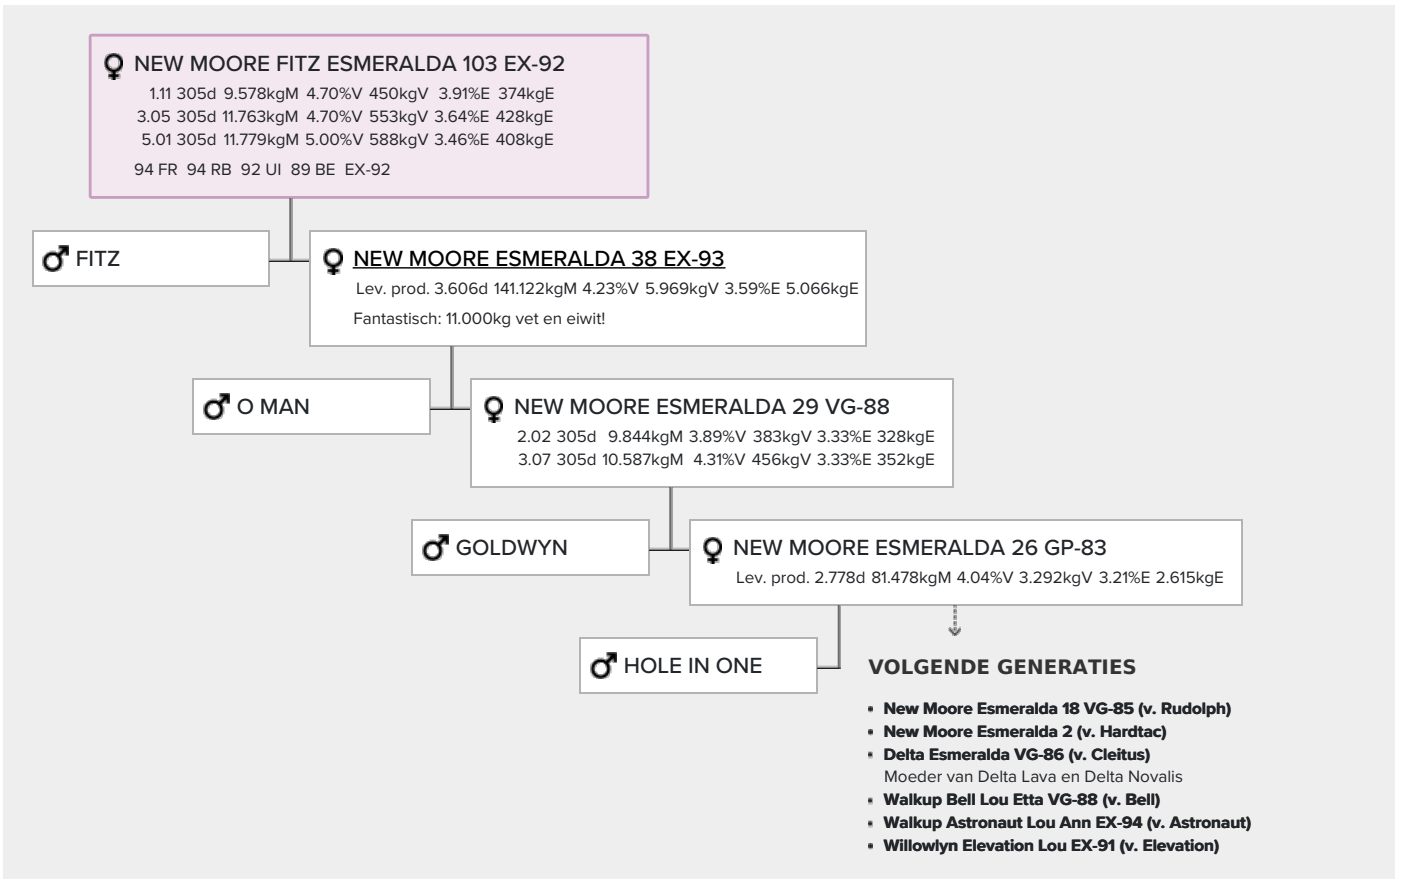 NEW MOORE FITZ ESMERALDA 103 EX-92
1.11 305d 9.578kgM 4.70%V 450kgV 3.91%E 374kgE
3.05 305d 11.763kgM 4.70%V 553kgV 3.64%E 428kgE
5.01 305d 11.779kgM 5.00%V 588kgV 3.46%E 408kgE
94 FR 94 RB 92 UI 89 BE EX-92
FITZ
NEW MOORE ESMERALDA 38 EX-93
Lev. prod. 3.606d 141.122kgM 4.23%V 5.969kgV 3.59%E 5.066kgE
Fantastisch: 11.000kg vet en eiwit!
O MAN
NEW MOORE ESMERALDA 29 VG-88
2.02 305d 9.844kgM 3.89%V 383kgV 3.33%E 328kgE
3.07 305d 10.587kgM 4.31%V 456kgV 3.33%E 352kgE
GOLDWYN
NEW MOORE ESMERALDA 26 GP-83
Lev. prod. 2.778d 81.478kgM 4.04%V 3.292kgV 3.21%E 2.615kgE
HOLE IN ONE
VOLGENDE GENERATIES
• New Moore Esmeralda 18 VG-85 (v. Rudolph)
• New Moore Esmeralda 2 (v. Hardtac)
• Delta Esmeralda VG-86 (v. Cleitus)
Moeder van Delta Lava en Delta Novalis
• Walkup Bell Lou Etta VG-88 (v. Bell)
• Walkup Astronaut Lou Ann EX-94 (v. Astronaut)
• Willowlyn Elevation Lou EX-91 (v. Elevation)